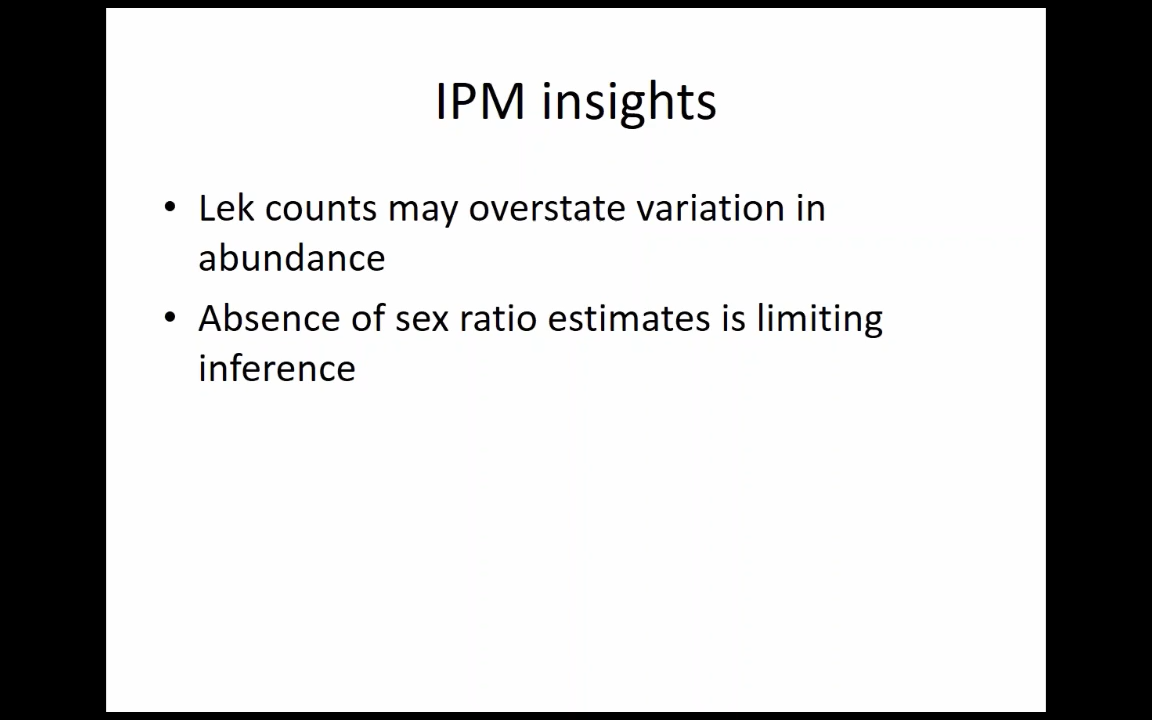 IPM insights
• Lek counts may overstate variation in
abundance
• Absence of sex ratio estimates is limiting
inference